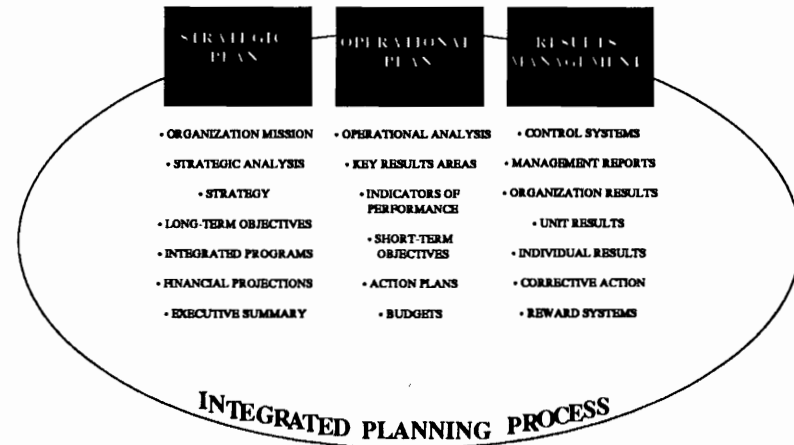 STRATEGIC
PLAN
• ORGANIZATION MISSION
• STRATEGIC ANALYSIS
• STRATEGY
• LONG-TERM OBJECTIVES
• INTEGRATED PROGRAMS
• FINANCIAL PROJECTIONS
• EXECUTIVE SUMMARY
OPERATIONAL
PLAN
• OPERATIONAL ANALYSIS
• KEY RESULTS AREAS
• INDICATORS OF
PERFORMANCE
• SHORT-TERM
OBJECTIVES
• ACTION PLANS
• BUDGETS
RESULTS
MANAGEMENT
• CONTROL SYSTEMS
• MANAGEMENT REPORTS
• ORGANIZATION RESULTS
• UNIT RESULTS
• INDIVIDUAL RESULTS
• CORRECTIVE ACTION
• REWARD SYSTEMS
INTEGRATED PLANNING PROCESS